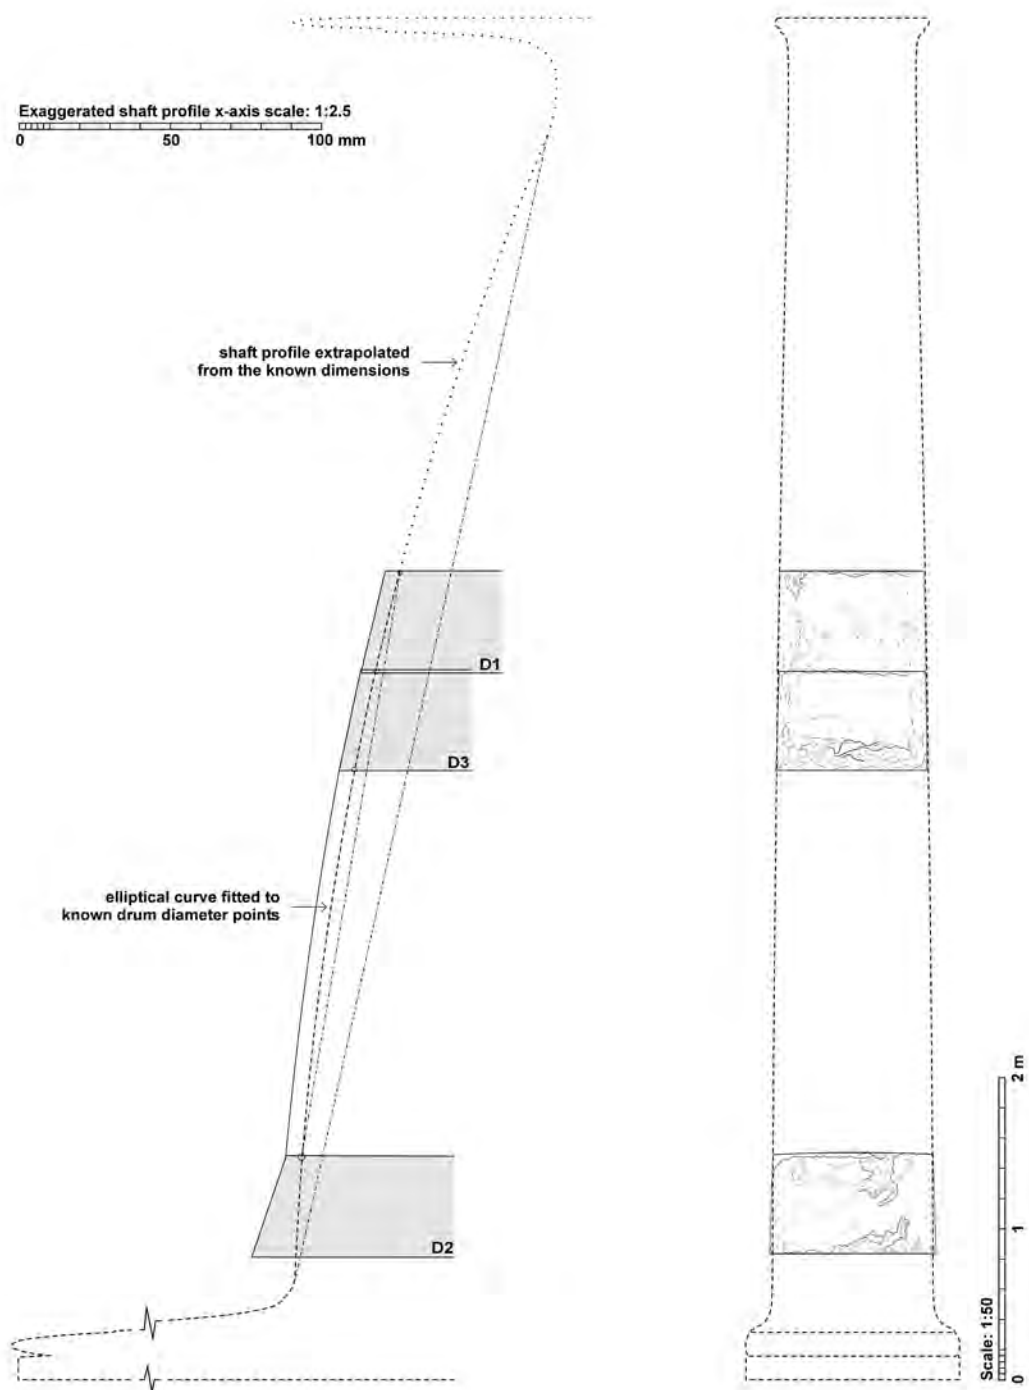 Exaggerated shaft profile x-axis scale: 1:2.5
0 50 100 mm
shaft profile extrapolated
from the known dimensions
D1
D3
elliptical curve fitted to
known drum diameter points
D2
Scale: 1:50
0 1 2 m